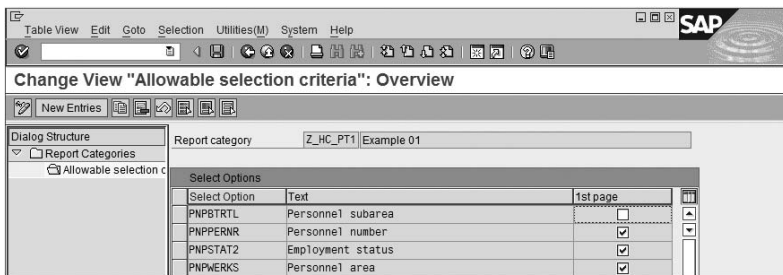 Table View Edit Goto Selection Utilities(M) System Help
SAP
Change View "Allowable selection criteria": Overview
New Entries
Dialog Structure
Report Categories
Allowable selection c
Report category Z_HC_PT1 Example 01
Select Options
Select Option Text 1st page
PNPBTRTL Personnel subarea
PNPPERNR Personnel number
PNPSTAT2 Employment status
PNPWERKS Personnel area